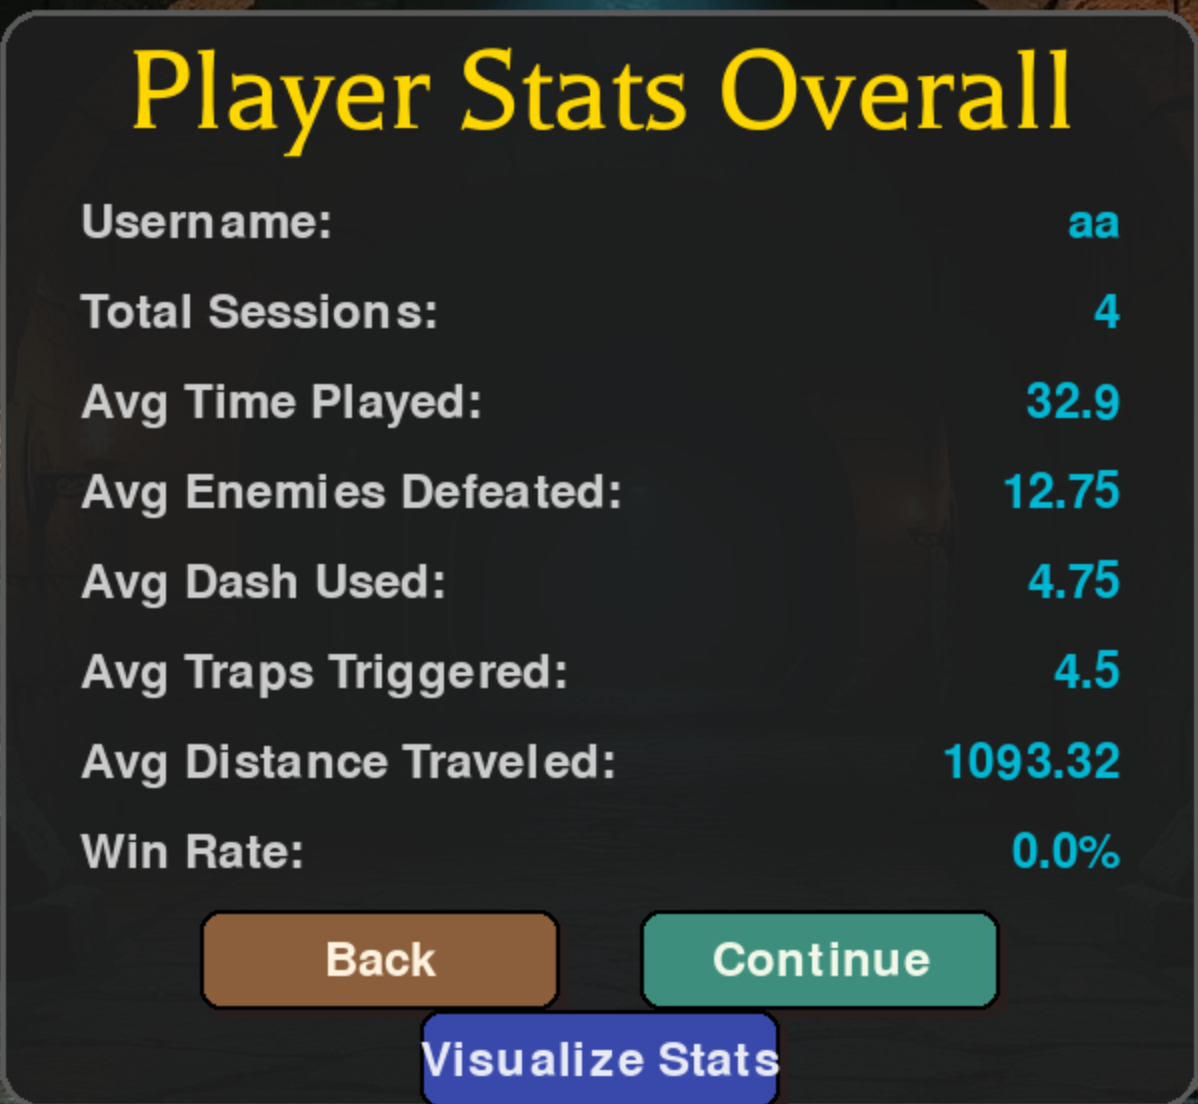 Player Stats Overall
Username: aa
Total Sessions: 4
Avg Time Played: 32.9
Avg Enemies Defeated: 12.75
Avg Dash Used: 4.75
Avg Traps Triggered: 4.5
Avg Distance Traveled: 1093.32
Win Rate: 0.0%
Back Continue
Visualize Stats